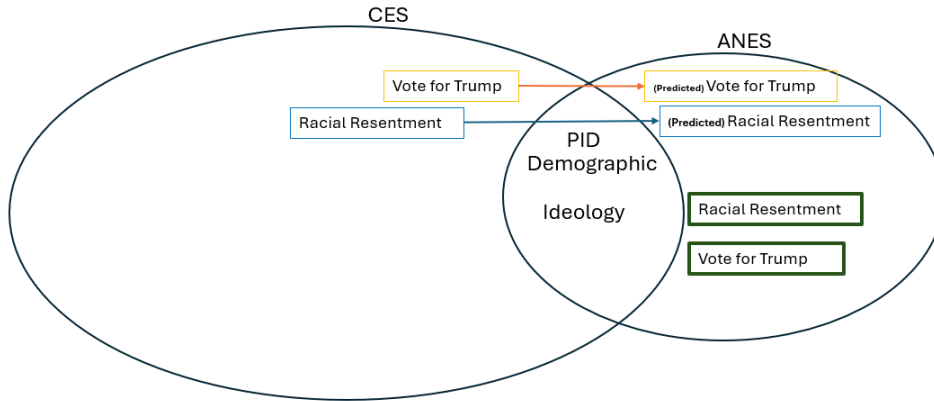 CES
ANES
Vote for Trump
(Predicted) Vote for Trump
Racial Resentment
(Predicted) Racial Resentment
PID
Demographic
Ideology
Racial Resentment
Vote for Trump